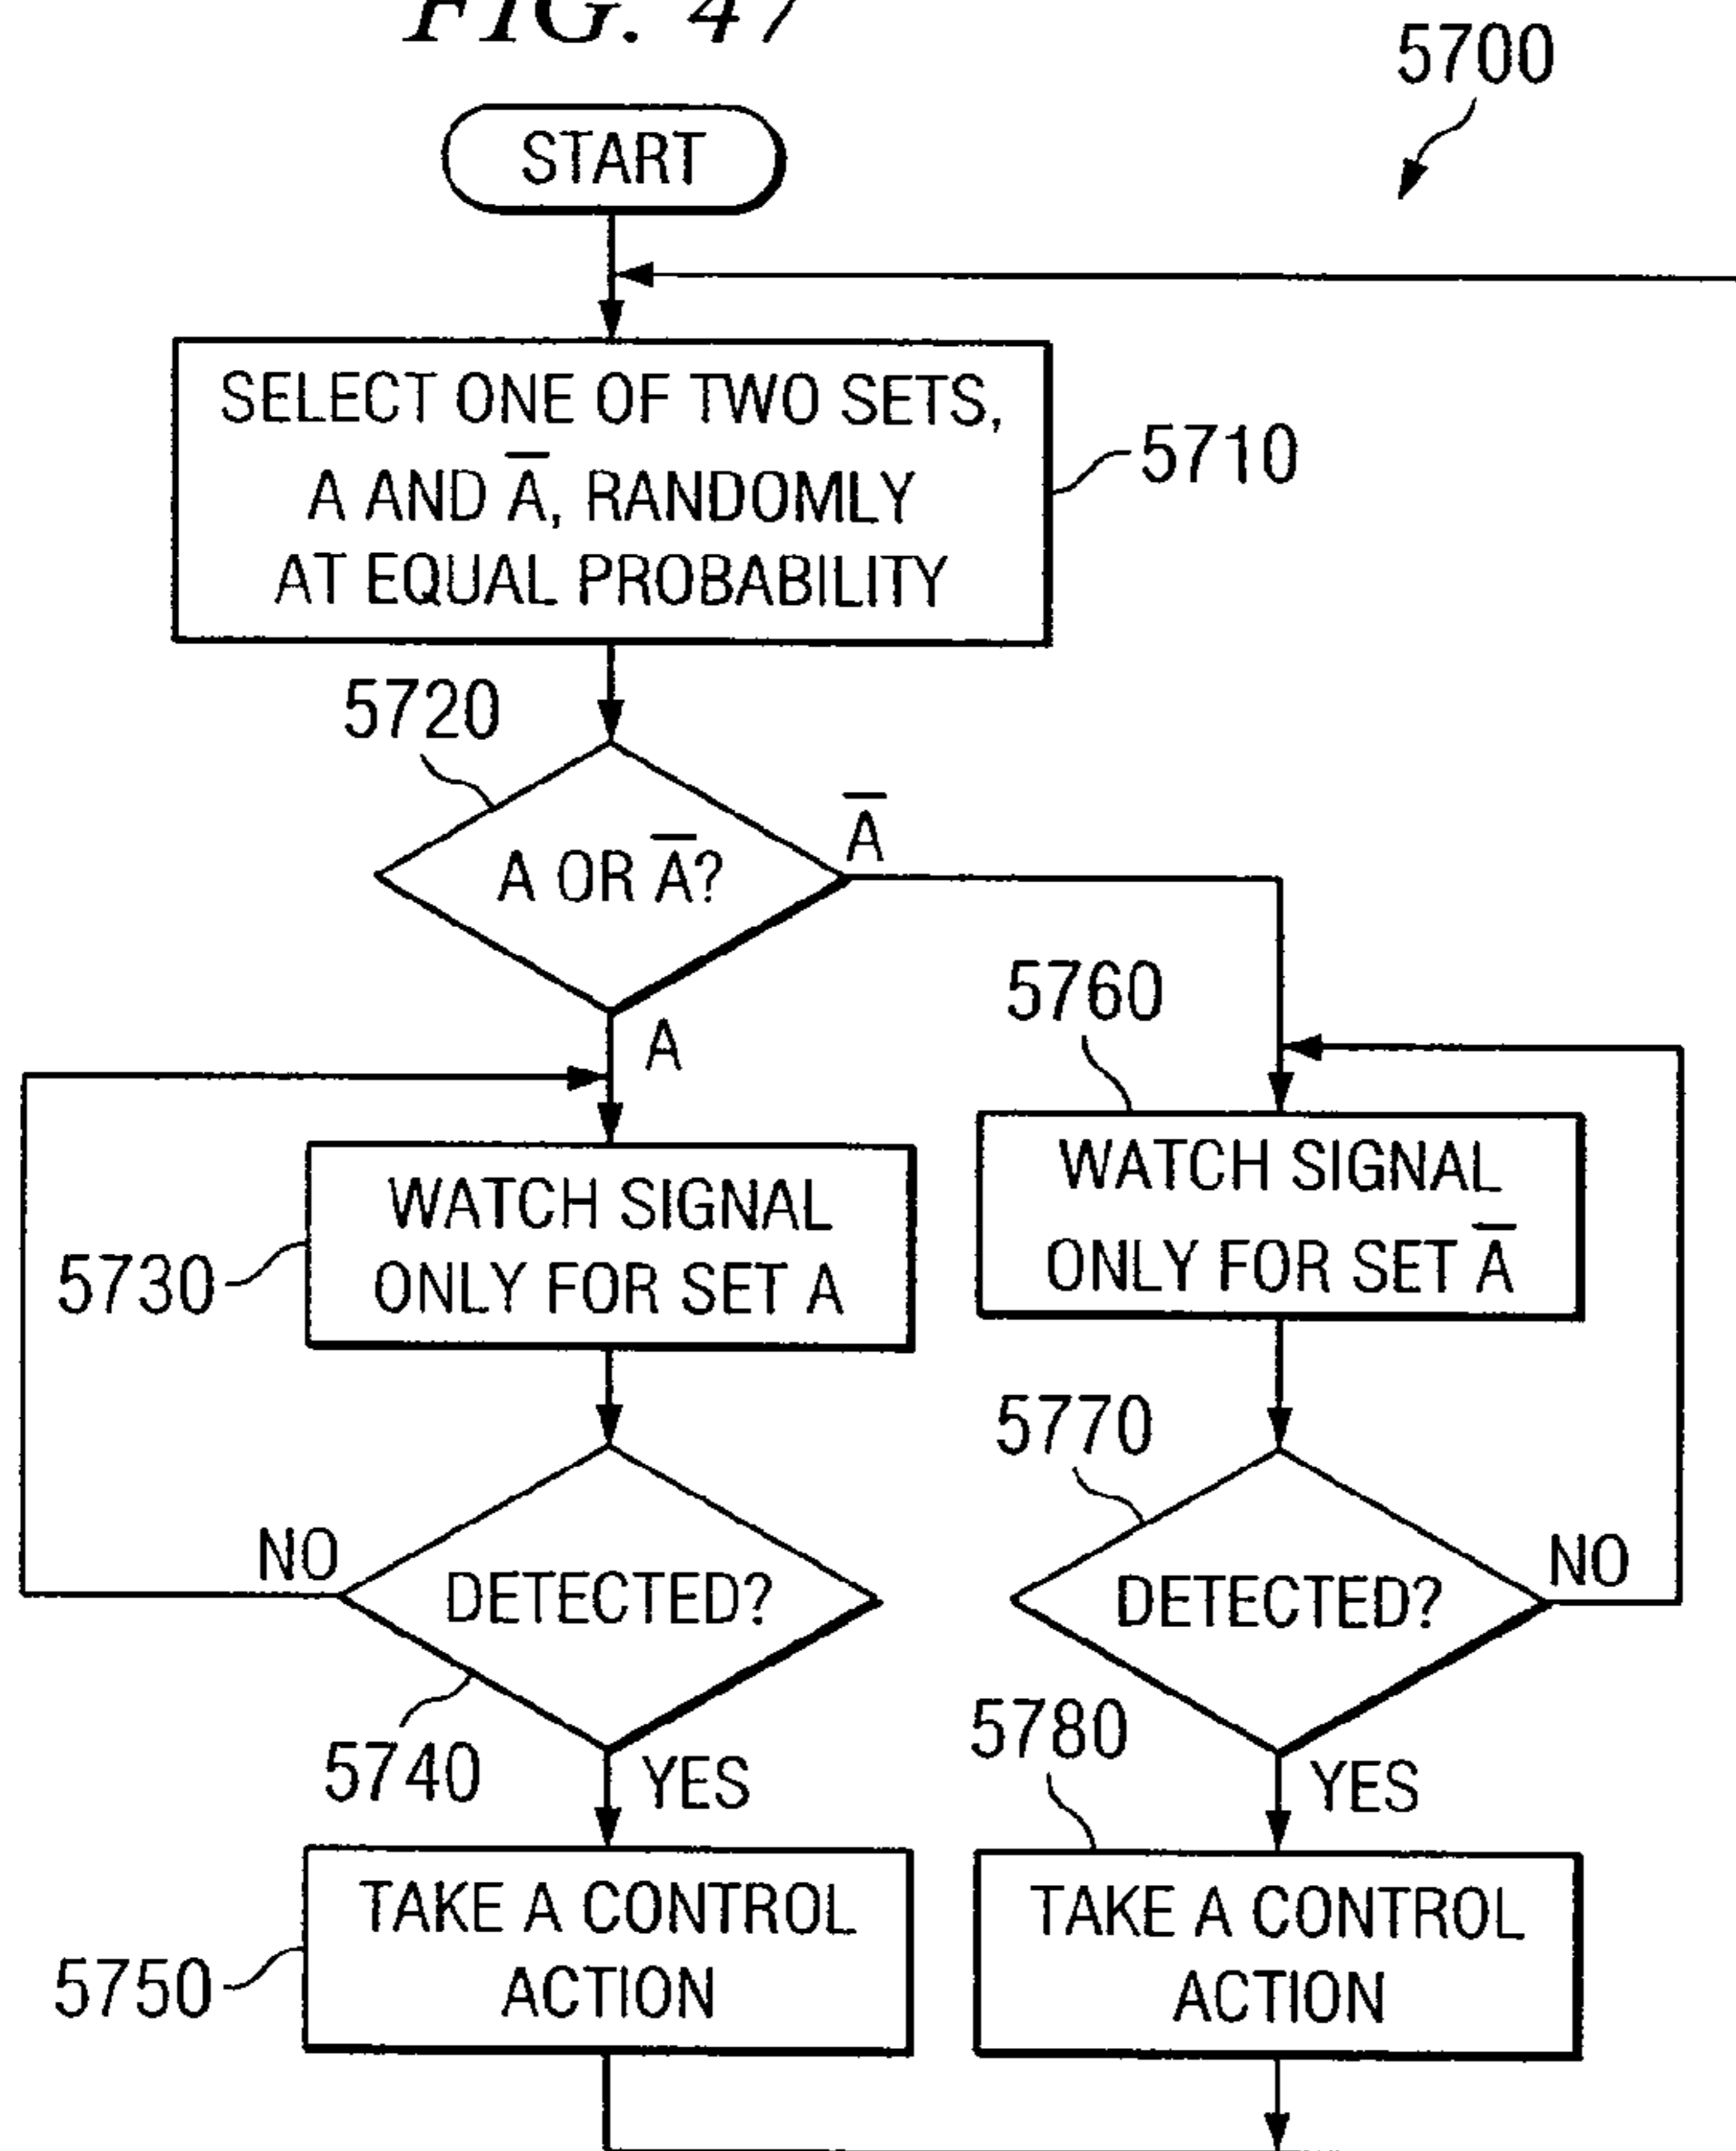 FIG. 47
5700
START
SELECT ONE OF TWO SETS,
A AND A̅, RANDOMLY
AT EQUAL PROBABILITY
5710
5720
A OR A̅?
A̅
A
5760
WATCH SIGNAL
ONLY FOR SET A
5730
WATCH SIGNAL
ONLY FOR SET A̅
5770
NO
DETECTED?
DETECTED?
NO
5740
YES
5780
YES
TAKE A CONTROL
ACTION
5750
TAKE A CONTROL
ACTION